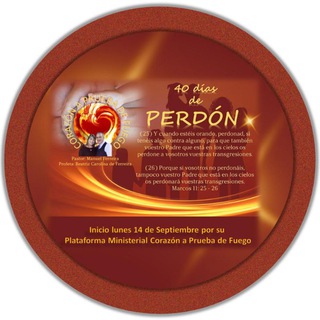 40 días
de
PERDÓN
(25) Y cuando estéis orando, perdonad, si
tenéis algo contra alguno, para que también
vuestro Padre que está en los cielos os
perdone a vosotros vuestras transgresiones.
(26) Porque si vosotros no perdonáis,
tampoco vuestro Padre que está en los cielos
os perdonará vuestras transgresiones.
Marcos 11: 25 - 26
Pastor: Manuel Ferreira
Inicio lunes 14 de Septiembre por su
Plataforma Ministerial Corazón a Prueba de Fuego